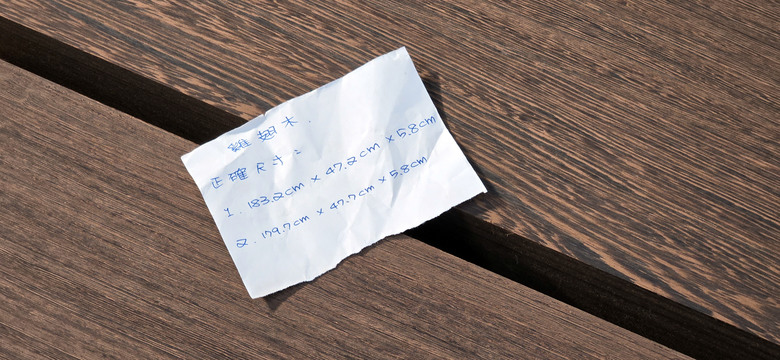 雞翅木.
正確尺寸:
1. 183.2cm × 47.2cm × 5.8cm
2. 179.7cm × 47.7cm × 5.8cm